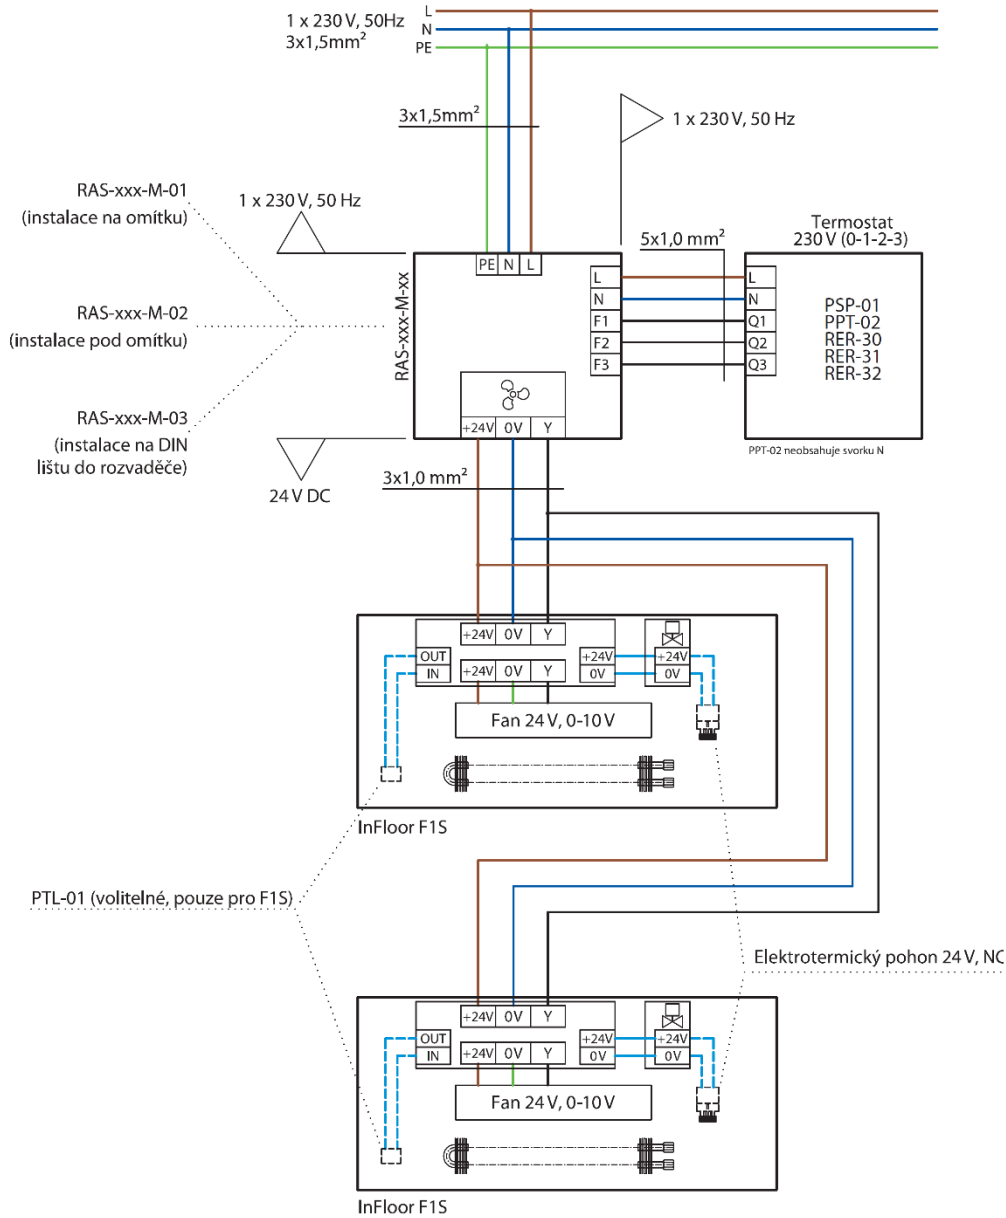 L
1 x 230 V, 50Hz
N
3x1,5mm²
PE
3x1,5mm²
1 x 230 V, 50 Hz
RAS-xxx-M-01
(instalace na omítku)
1 x 230 V, 50 Hz
RAS-xxx-M-02
(instalace pod omítku)
RAS-xxx-M-03
(instalace na DIN
lištu do rozvaděče)
24 V DC
RAS-xxx-M-xx
PE N L
L
N
F1
F2
F3
+24V 0V Y
5x1,0 mm²
Termostat
230 V (0-1-2-3)
L
N
Q1
Q2
Q3
PSP-01
PPT-02
RER-30
RER-31
RER-32
PPT-02 neobsahuje svorku N
3x1,0 mm²
+24V 0V Y
OUT
IN
+24V 0V Y
+24V
0V
+24V
0V
Fan 24 V, 0-10 V
InFloor F1S
PTL-01 (volitelné, pouze pro F1S)
Elektrotermický pohon 24 V, NC
+24V 0V Y
OUT
IN
+24V 0V Y
+24V
0V
+24V
0V
Fan 24 V, 0-10 V
InFloor F1S